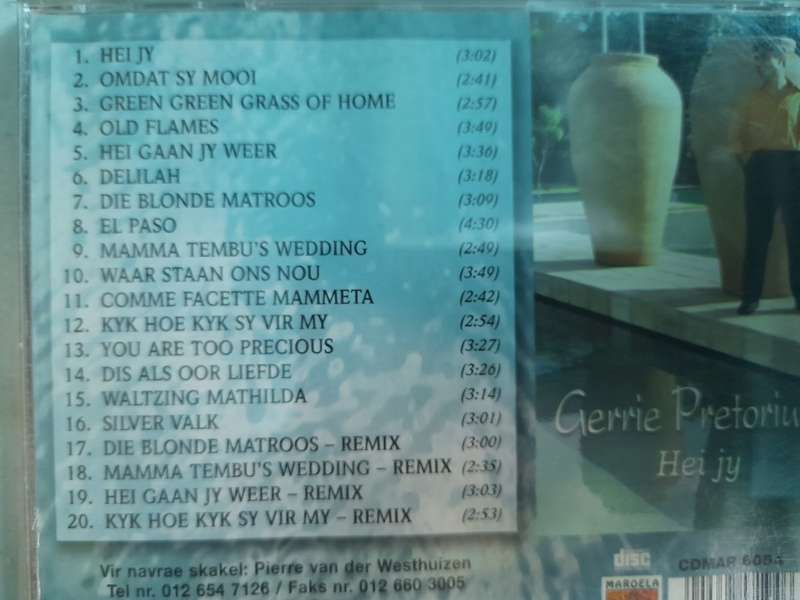 1. HEI JY (3:02)
2. OMDAT SY MOOI (2:41)
3. GREEN GREEN GRASS OF HOME (2:57)
4. OLD FLAMES (3:49)
5. HEI GAAN JY WEER (3:36)
6. DELILAH (3:18)
7. DIE BLONDE MATROOS (3:09)
8. EL PASO (4:30)
9. MAMMA TEMBU'S WEDDING (2:49)
10. WAAR STAAN ONS NOU (3:49)
11. COMME FACETTE MAMMETA (2:42)
12. KYK HOE KYK SY VIR MY (2:54)
13. YOU ARE TOO PRECIOUS (3:27)
14. DIS ALS OOR LIEFDE (3:26)
15. WALTZING MATHILDA (3:14)
16. SILVER VALK (3:01)
17. DIE BLONDE MATROOS – REMIX (3:00)
18. MAMMA TEMBU'S WEDDING – REMIX (2:35)
19. HEI GAAN JY WEER – REMIX (3:03)
20. KYK HOE KYK SY VIR MY – REMIX (2:53)
Vir navrae skakel: Pierre van der Westhuizen
Tel nr. 012 654 7126 / Faks nr. 012 660 3005
Gerrie Pretoriu
Hei jy
disc
CDMAR 6054
MAROELA